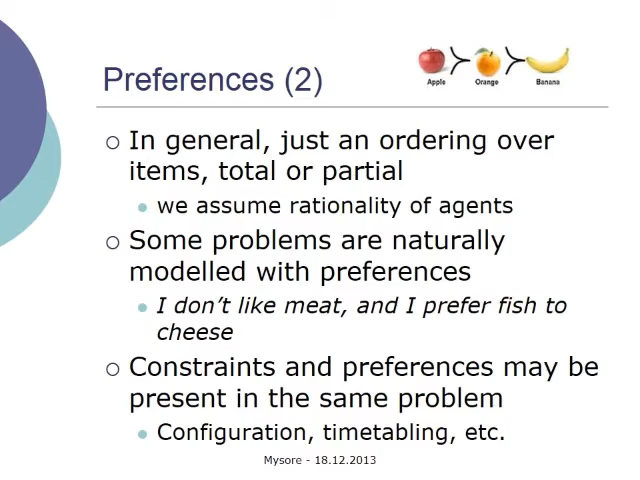 Preferences (2)
Apple
Orange
Banana
In general, just an ordering over
items, total or partial
we assume rationality of agents
Some problems are naturally
modelled with preferences
I don't like meat, and I prefer fish to
cheese
Constraints and preferences may be
present in the same problem
Configuration, timetabling, etc.
Mysore - 18.12.2013